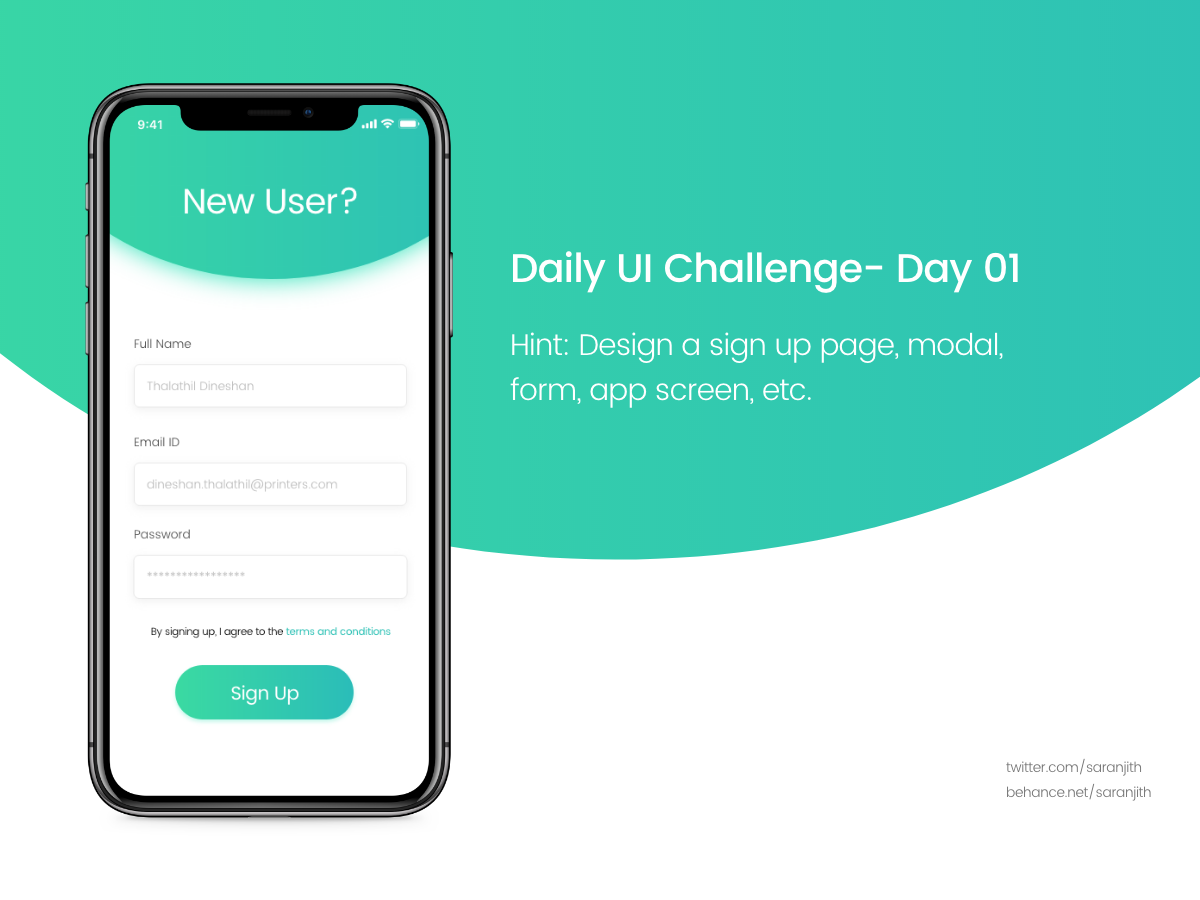 9:41
New User?
Full Name
Thalathil Dineshan
Email ID
dineshan.thalathil@printers.com
Password
*****************
By signing up, I agree to the terms and conditions
Sign Up
Daily UI Challenge- Day 01
Hint: Design a sign up page, modal,
form, app screen, etc.
twitter.com/saranjith
behance.net/saranjith